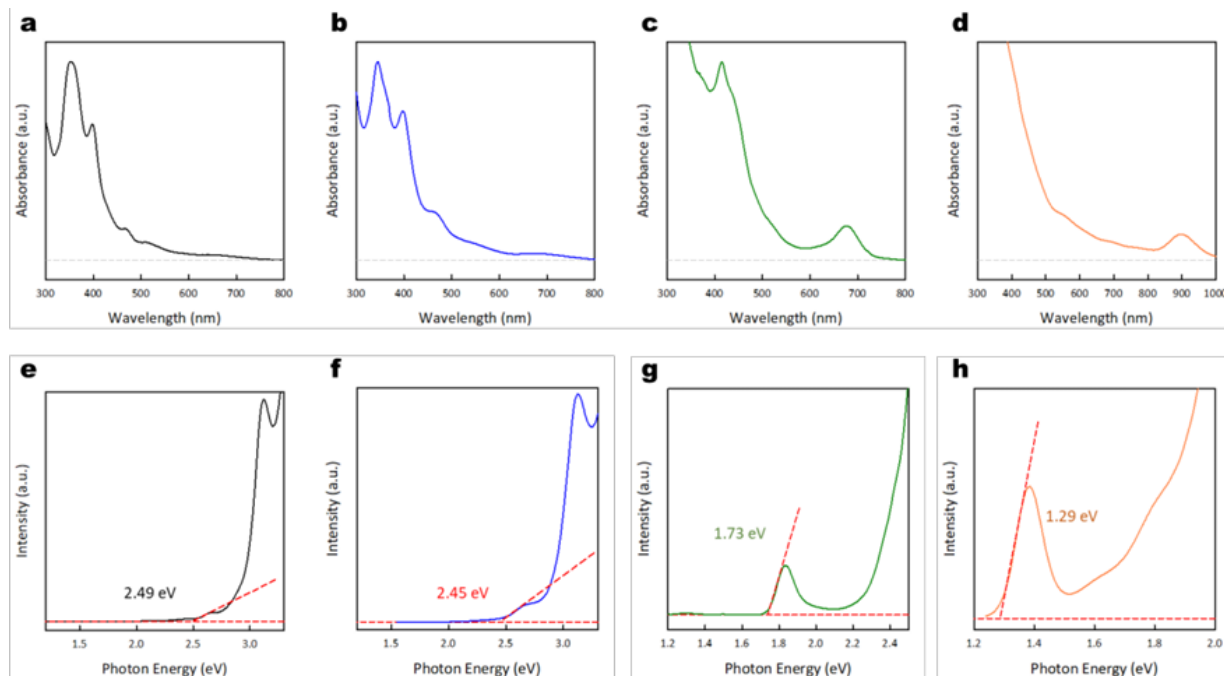 a
b
c
d
Absorbance (a.u.)
Absorbance (a.u.)
Absorbance (a.u.)
Absorbance (a.u.)
300 400 500 600 700 800
300 400 500 600 700 800
400 500 600 700 800
300 400 500 600 700 800 900 1000
Wavelength (nm)
Wavelength (nm)
Wavelength (nm)
Wavelength (nm)
e
f
g
h
Intensity (a.u.)
Intensity (a.u.)
Intensity (a.u.)
Intensity (a.u.)
2.49 eV
2.45 eV
1.73 eV
1.29 eV
1.5 2.0 2.5 3.0
1.5 2.0 2.5 3.0
1.2 1.4 1.6 1.8 2.0 2.2 2.4
1.2 1.4 1.6 1.8 2.0
Photon Energy (eV)
Photon Energy (eV)
Photon Energy (eV)
Photon Energy (eV)